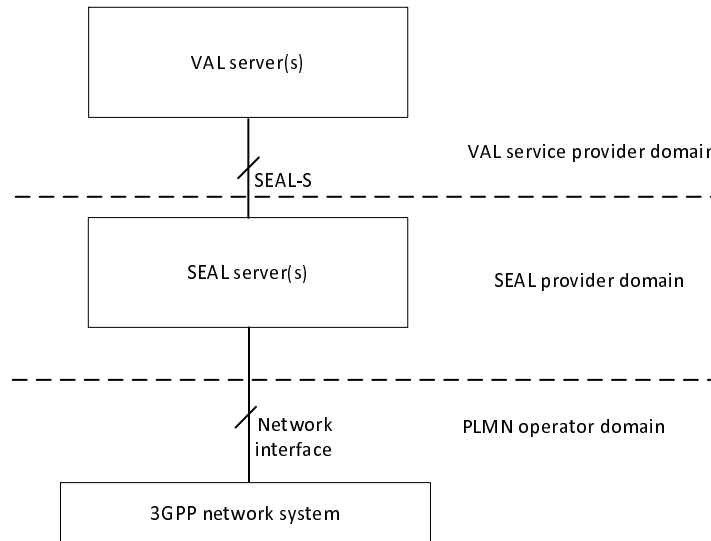 VAL server(s)
VAL service provider domain
SEAL-S
SEAL server(s)
SEAL provider domain
Network
interface
PLMN operator domain
3GPP network system